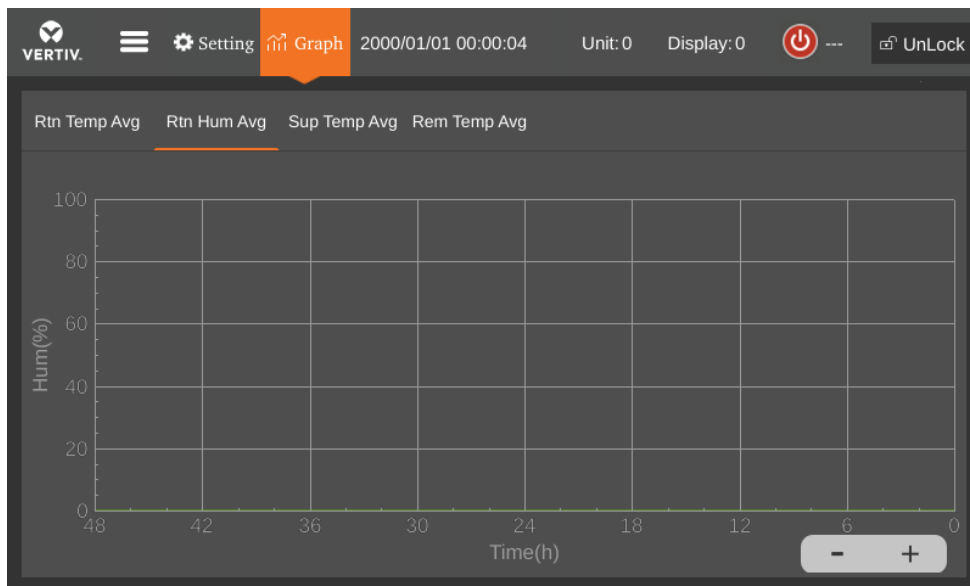 VERTIV.
Setting Graph 2000/01/01 00:00:04 Unit: 0 Display: 0 --- UnLock
Rtn Temp Avg Rtn Hum Avg Sup Temp Avg Rem Temp Avg
100
80
60
40
20
0
Hum(%)
48 42 36 30 24 18 12 6 0
Time(h)
- +